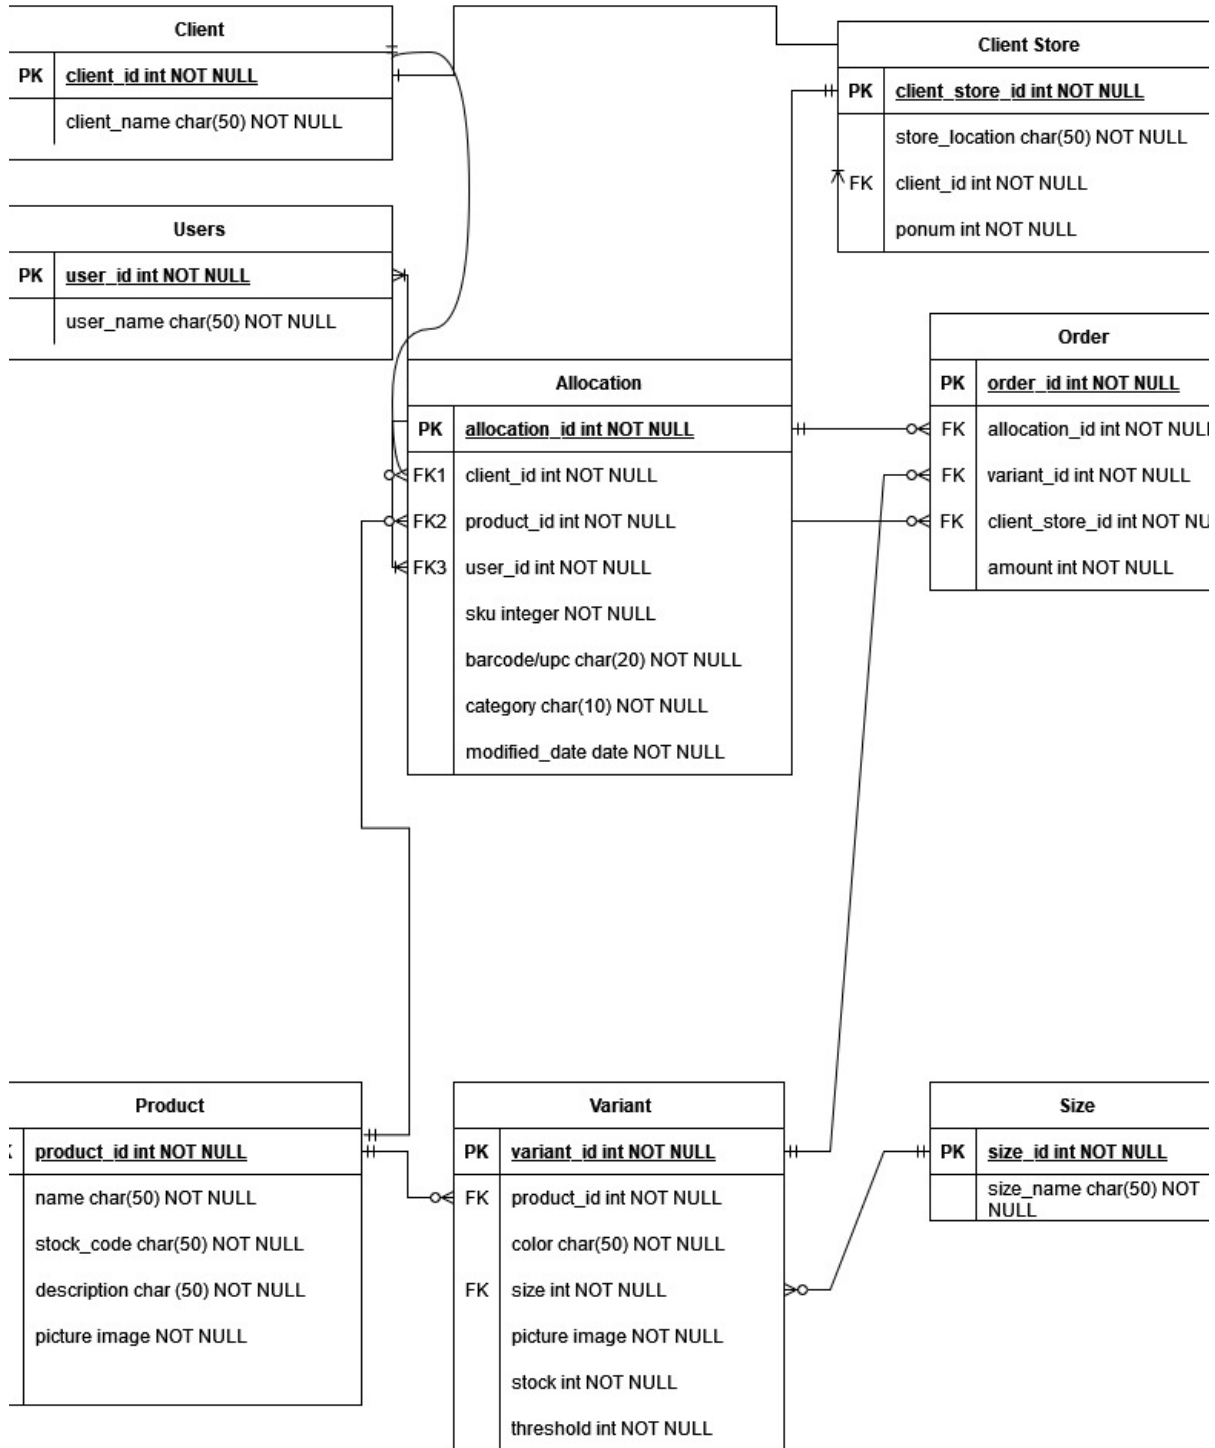 Client
PK client_id int NOT NULL
client_name char(50) NOT NULL
Client Store
PK client_store_id int NOT NULL
store_location char(50) NOT NULL
FK client_id int NOT NULL
ponum int NOT NULL
Users
PK user_id int NOT NULL
user_name char(50) NOT NULL
Allocation
PK allocation_id int NOT NULL
FK1 client_id int NOT NULL
FK2 product_id int NOT NULL
FK3 user_id int NOT NULL
sku integer NOT NULL
barcode/upc char(20) NOT NULL
category char(10) NOT NULL
modified_date date NOT NULL
Order
PK order_id int NOT NULL
FK allocation_id int NOT NULL
FK variant_id int NOT NULL
FK client_store_id int NOT NU
amount int NOT NULL
Product
product_id int NOT NULL
name char(50) NOT NULL
stock_code char(50) NOT NULL
description char (50) NOT NULL
picture image NOT NULL
Variant
PK variant_id int NOT NULL
FK product_id int NOT NULL
color char(50) NOT NULL
FK size int NOT NULL
picture image NOT NULL
stock int NOT NULL
threshold int NOT NULL
Size
PK size_id int NOT NULL
size_name char(50) NOT
NULL